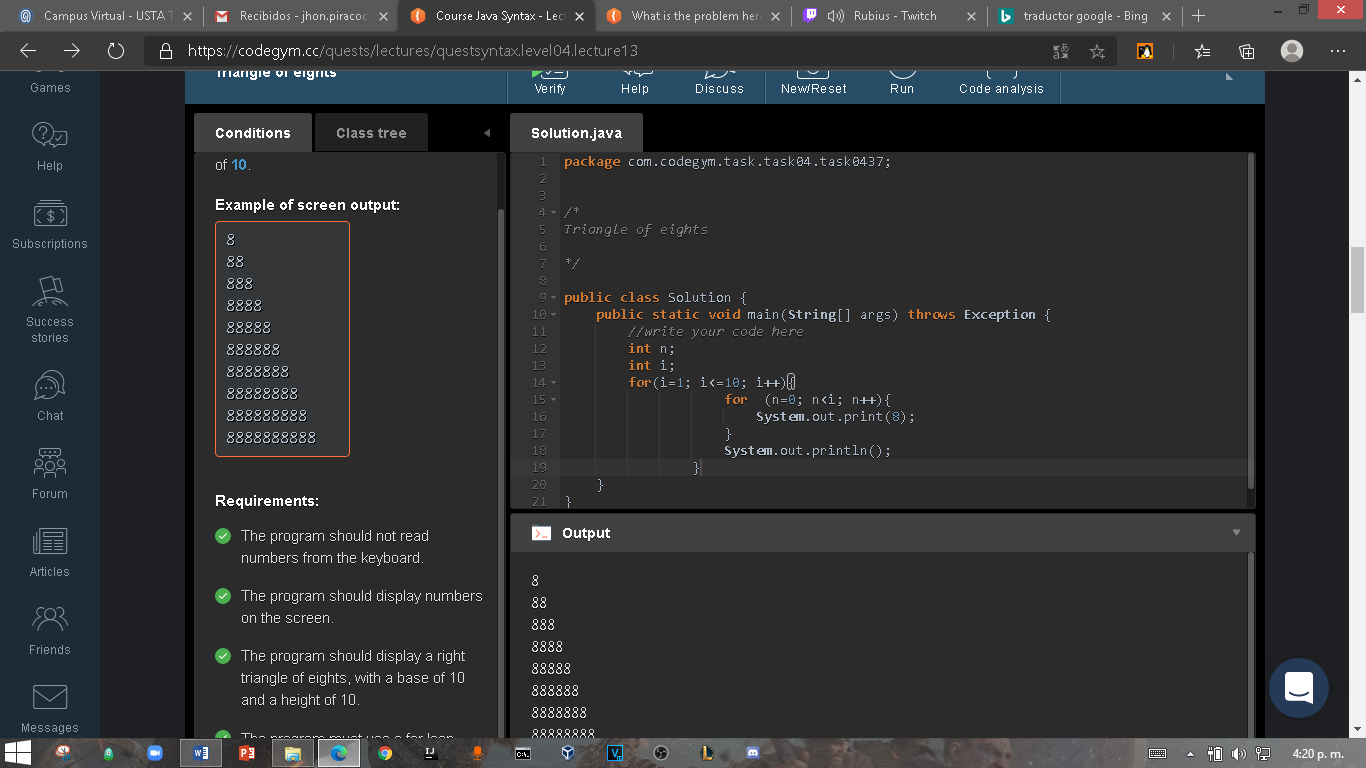 Campus Virtual - USTA T
Recibidos - jhon.piracoc
Course Java Syntax - Lec
What is the problem her
Rubius - Twitch
traductor google - Bing
https://codegym.cc/quests/lectures/questsyntax.level04.lecture13
Games
Help
Subscriptions
Success
stories
Chat
Forum
Articles
Friends
Messages
Triangle of eights
Verify
Help
Discuss
New/Reset
Run
Code analysis
Conditions
Class tree
of 10.
Example of screen output:
8
88
888
8888
88888
888888
8888888
88888888
888888888
8888888888
Requirements:
The program should not read
numbers from the keyboard.
The program should display numbers
on the screen.
The program should display a right
triangle of eights, with a base of 10
and a height of 10.
The program must use a for loop
Solution.java
1 package com.codegym.task.task04.task0437;
2
3
4 /*
5 Triangle of eights
6
7 */
8
9 public class Solution {
10 public static void main(String[] args) throws Exception {
11 //write your code here
12 int n;
13 int i;
14 for(i=1; i<=10; i++){
15 for  (n=0; n<i; n++){
16 System.out.print(8);
17 }
18 System.out.println();
19 }
20 }
21 }
Output
8
88
888
8888
88888
888888
8888888
88888888
4:20 p. m.